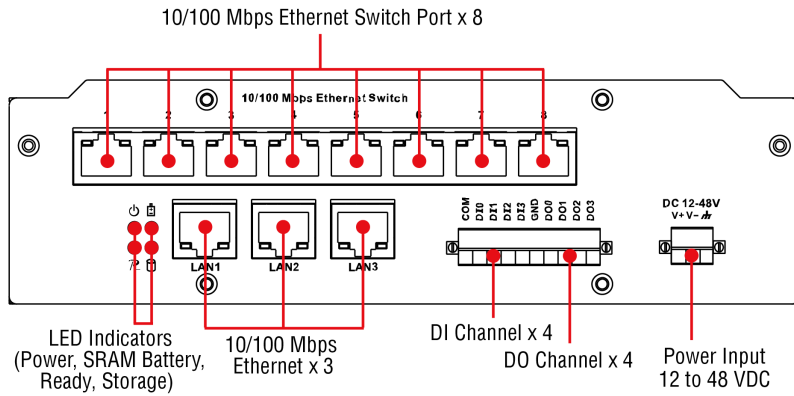 10/100 Mbps Ethernet Switch Port x 8
10/100 Mbps Ethernet Switch
1 2 3 4 5 6 7 8
COM DI0 DI1 DI2 DI3 GND DO0 DO1 DO2 DO3
DC 12-48V
V+ V-
LAN1 LAN2 LAN3
LED Indicators
(Power, SRAM Battery,
Ready, Storage)
10/100 Mbps
Ethernet x 3
DI Channel x 4
DO Channel x 4
Power Input
12 to 48 VDC